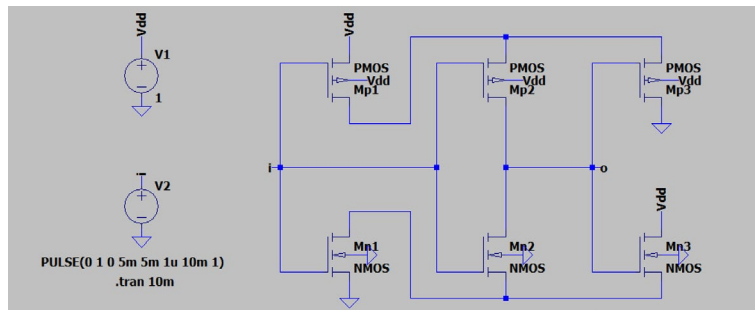 Vdd
V1
1
i
V2
PULSE(0 1 0 5m 5m 1u 10m 1)
.tran 10m
Vdd
PMOS
Vdd
Mp1
PMOS
Vdd
Mp2
PMOS
Vdd
Mp3
i
o
Vdd
Mn1
NMOS
Mn2
NMOS
Mn3
NMOS